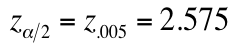 z_{α/2} = z_{.005} = 2.575